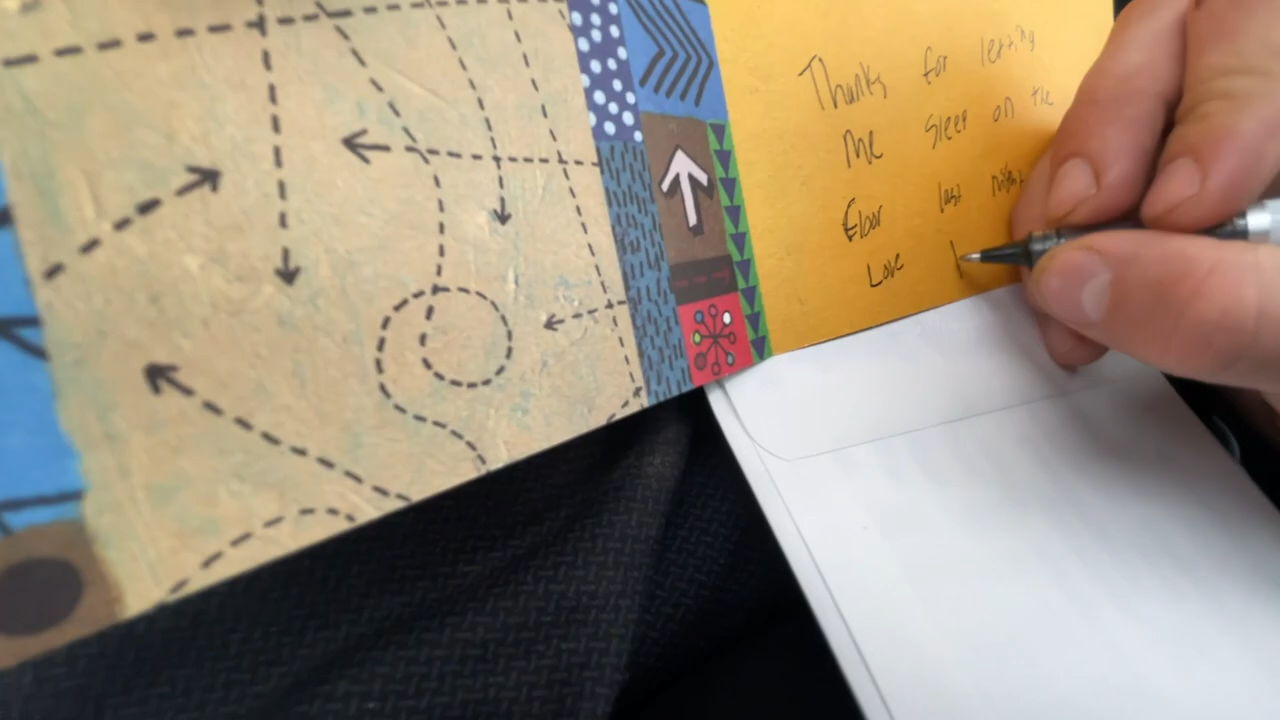 Thanks for letting
me sleep on the
floor last night
Love